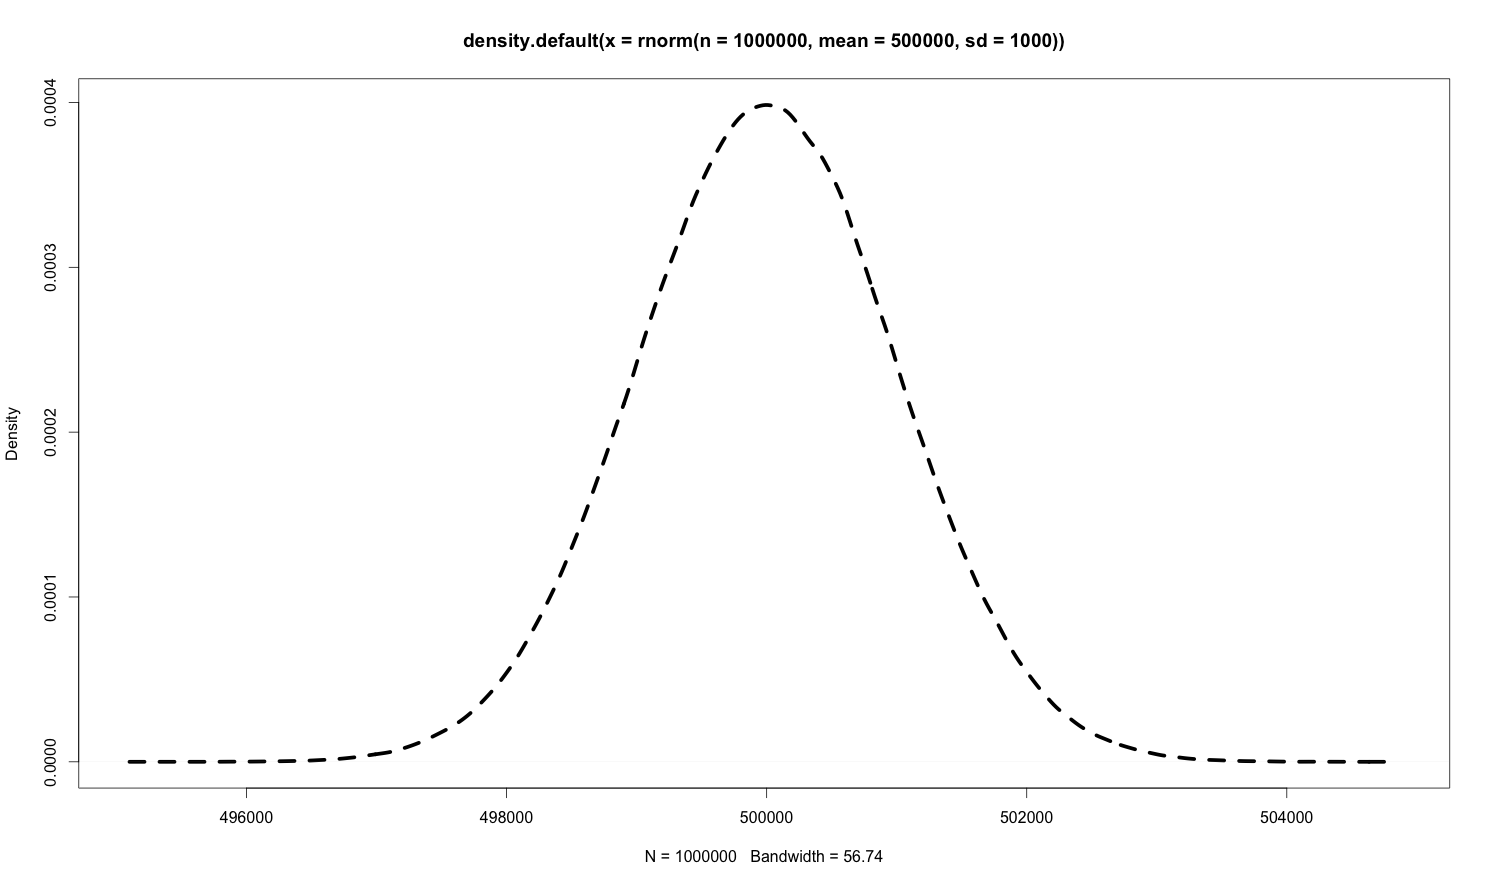 density.default(x = rnorm(n = 1000000, mean = 500000, sd = 1000))
Density
0.0004
0.0003
0.0002
0.0001
0.0000
496000 498000 500000 502000 504000
N = 1000000 Bandwidth = 56.74